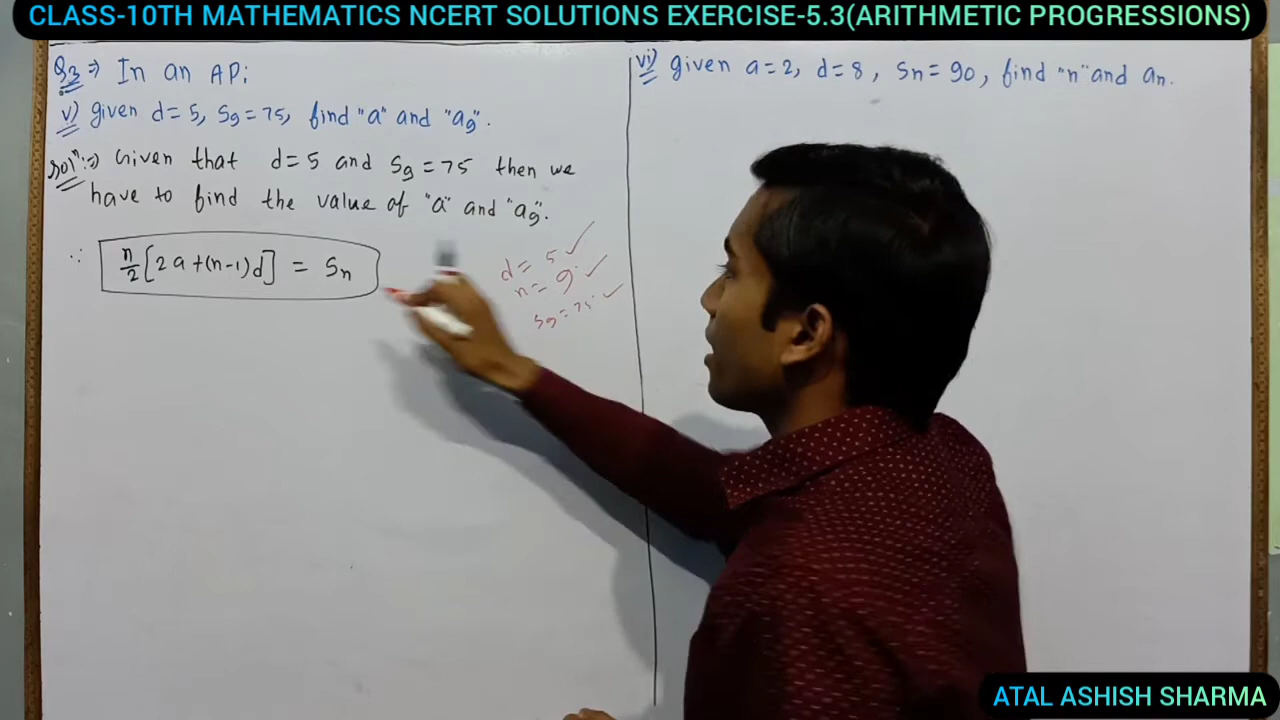 CLASS-10TH MATHEMATICS NCERT SOLUTIONS EXERCISE-5.3(ARITHMETIC PROGRESSIONS)
Q3⇒ In an AP:
v) given d=5, S₉=75, find "a" and "a₉".
Solⁿ:⇒ Given that d=5 and S₉=75 then we
have to find the value of "a" and "a₉".
∵ n/2[2a+(n-1)d] = Sₙ
d= 5 ✓
n= 9 ✓
S₉=75 ✓
vi) given a=2, d=8, Sn=90, find "n" and an.
ATAL ASHISH SHARMA